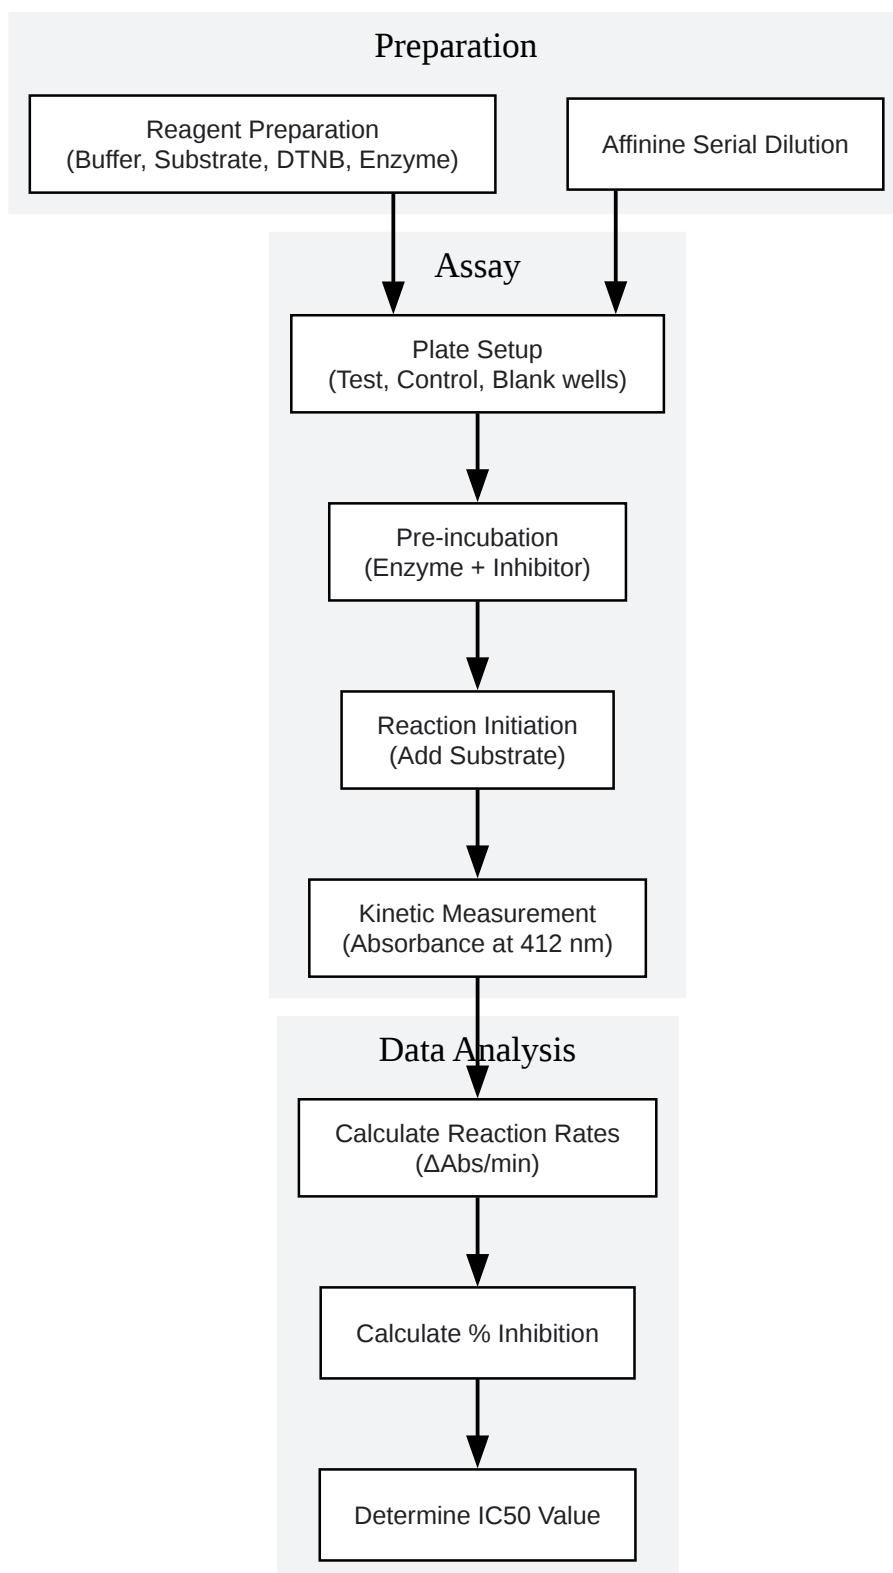 Preparation
Reagent Preparation
(Buffer, Substrate, DTNB, Enzyme)
Affinine Serial Dilution
Assay
Plate Setup
(Test, Control, Blank wells)
Pre-incubation
(Enzyme + Inhibitor)
Reaction Initiation
(Add Substrate)
Kinetic Measurement
(Absorbance at 412 nm)
Data Analysis
Calculate Reaction Rates
(ΔAbs/min)
Calculate % Inhibition
Determine IC50 Value